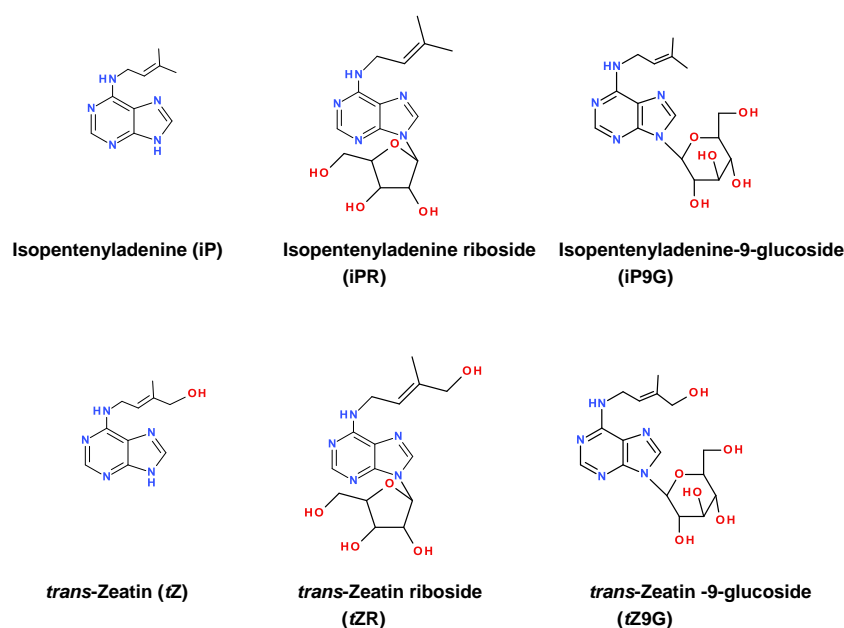 HN
N
N
N
N
H
Isopentenyladenine (iP)
HN
N
N
N
N
O
HO
HO
OH
Isopentenyladenine riboside
(iPR)
HN
N
N
N
N
O
OH
HO
OH
OH
Isopentenyladenine-9-glucoside
(iP9G)
OH
HN
N
N
N
N
H
trans-Zeatin (tZ)
OH
HN
N
N
N
N
O
HO
HO
OH
trans-Zeatin riboside
(tZR)
OH
HN
N
N
N
N
O
OH
HO
OH
OH
trans-Zeatin -9-glucoside
(tZ9G)